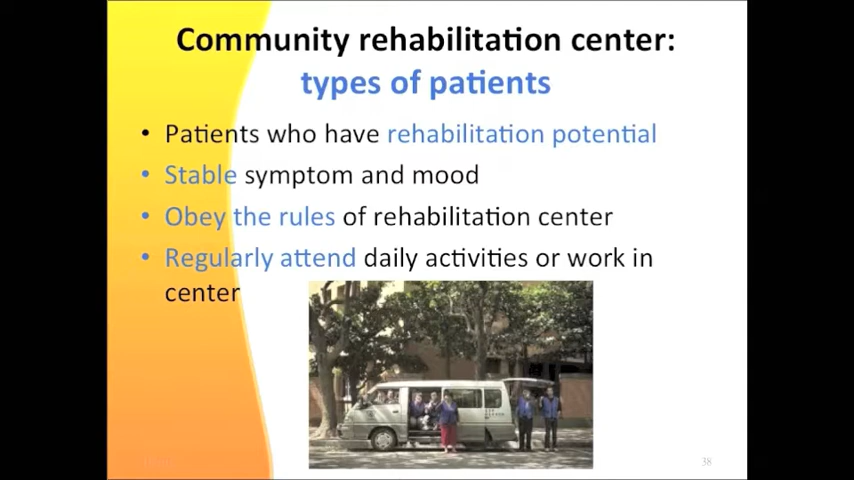 Community rehabilitation center:
types of patients
• Patients who have rehabilitation potential
• Stable symptom and mood
• Obey the rules of rehabilitation center
• Regularly attend daily activities or work in
center
38